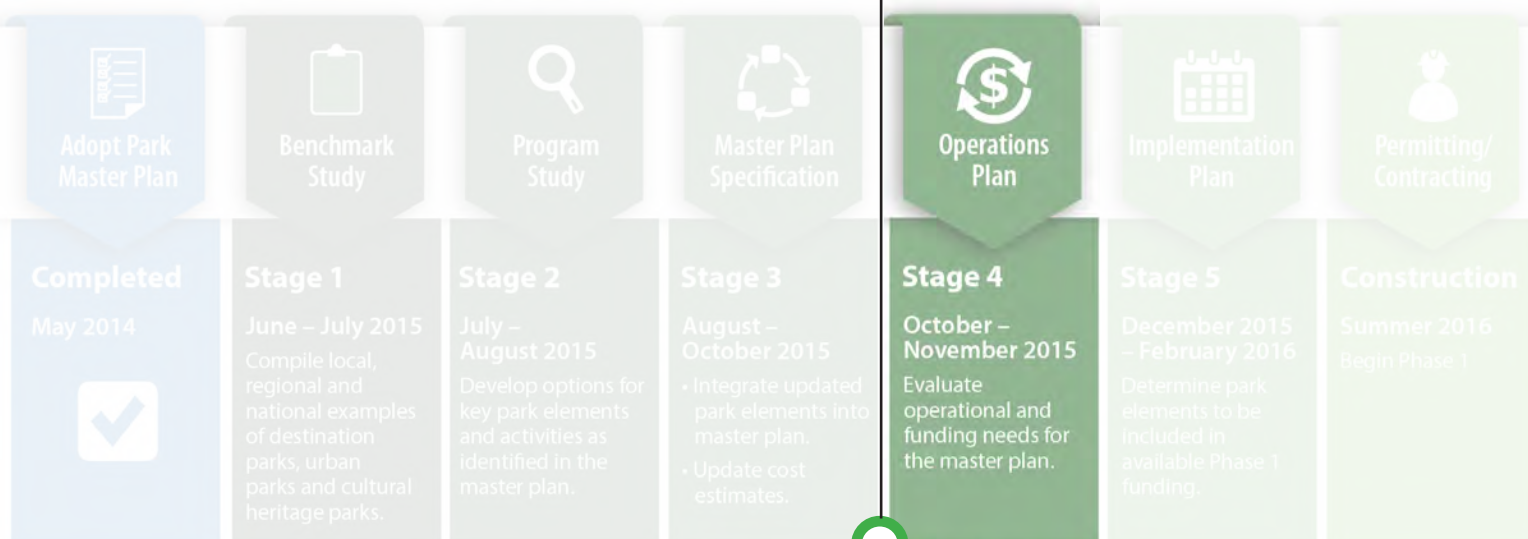 Adopt Park
Master Plan
Completed
May 2014
Benchmark
Study
Stage 1
June – July 2015
Compile local,
regional and
national examples
of destination
parks, urban
parks and cultural
heritage parks.
Program
Study
Stage 2
July –
August 2015
Develop options for
key park elements
and activities as
identified in the
master plan.
Master Plan
Specification
Stage 3
August –
October 2015
• Integrate updated
park elements into
master plan.
• Update cost
estimates.
$
Operations
Plan
Stage 4
October –
November 2015
Evaluate
operational and
funding needs for
the master plan.
Implementation
Plan
Stage 5
December 2015
– February 2016
Determine park
elements to be
included in
available Phase 1
funding.
Permitting/
Contracting
Construction
Summer 2016
Begin Phase 1